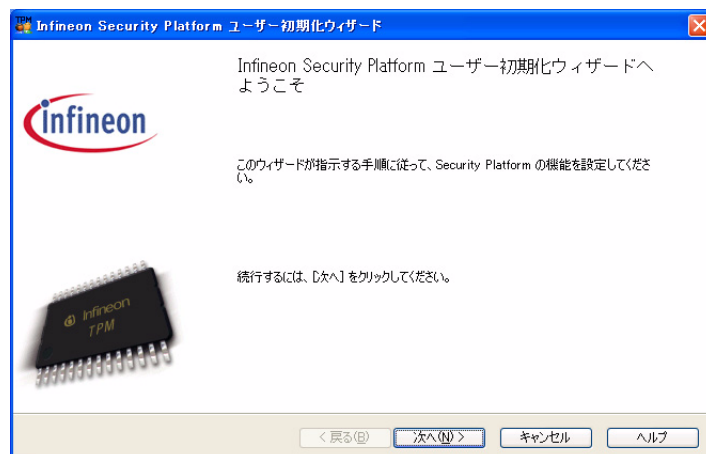 Infineon Security Platform ユーザー初期化ウィザード
Infineon Security Platform ユーザー初期化ウィザードへ
ようこそ
infineon
このウィザードが指示する手順に従って、Security Platform の機能を設定してくださ
い。
続行するには、[次へ] をクリックしてください。
infineon
TPM
< 戻る(B)
次へ(N) >
キャンセル
ヘルプ